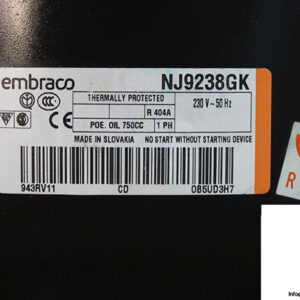 embraco NJ9238GK
THERMALLY PROTECTED 230 V ~ 50 Hz
R 404A
POE. OIL 750CC 1 PH
MADE IN SLOVAKIA NO START WITHOUT STARTING DEVICE
943RV11 CD 0B5UD3H7
R